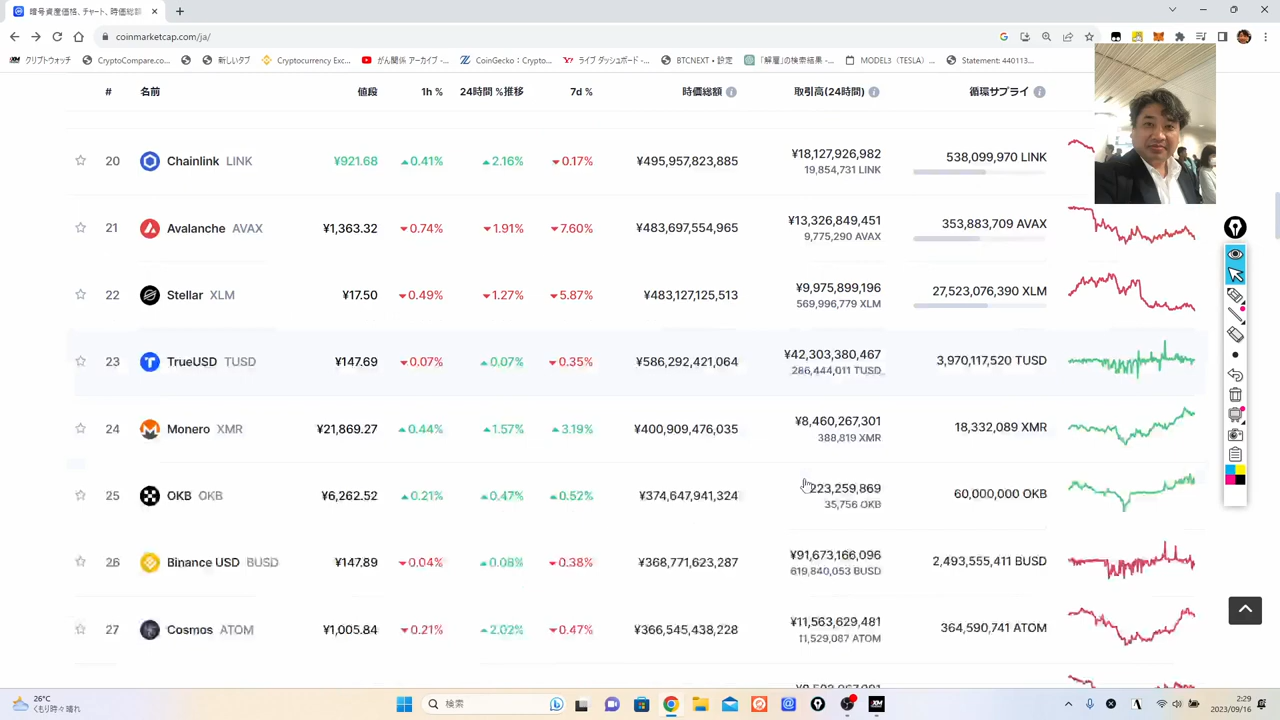 暗号資産価格、チャート、時価総額
coinmarketcap.com/ja/
クリプトウォッチ
CryptoCompare.co...
新しいタブ
Cryptocurrency Exc...
がん関係 アーカイブ -...
CoinGecko : Crypto...
ライブ ダッシュボード -...
BTCNEXT • 設定
「解雇」の検索結果 -...
MODEL3（TESLA）...
Statement: 440113...
# 名前 値段 1h % 24時間 %推移 7d % 時価総額 取引高(24時間) 循環サプライ
20 Chainlink LINK ¥921.68 0.41% 2.16% 0.17% ¥495,957,823,885 ¥18,127,926,982 538,099,970 LINK
19,854,731 LINK
21 Avalanche AVAX ¥1,363.32 0.74% 1.91% 7.60% ¥483,697,554,965 ¥13,326,849,451 353,883,709 AVAX
9,775,290 AVAX
22 Stellar XLM ¥17.50 0.49% 1.27% 5.87% ¥483,127,125,513 ¥9,975,899,196 27,523,076,390 XLM
569,996,779 XLM
23 TrueUSD TUSD ¥147.69 0.07% 0.07% 0.35% ¥586,292,421,064 ¥42,303,380,467 3,970,117,520 TUSD
286,444,011 TUSD
24 Monero XMR ¥21,869.27 0.44% 1.57% 3.19% ¥400,909,476,035 ¥8,460,267,301 18,332,089 XMR
388,819 XMR
25 OKB OKB ¥6,262.52 0.21% 0.47% 0.52% ¥374,647,941,324 223,259,869 60,000,000 OKB
35,756 OKB
26 Binance USD BUSD ¥147.89 0.04% 0.08% 0.38% ¥368,771,623,287 ¥91,673,166,096 2,493,555,411 BUSD
619,840,053 BUSD
27 Cosmos ATOM ¥1,005.84 0.21% 2.02% 0.47% ¥366,545,438,228 ¥11,563,629,481 364,590,741 ATOM
11,529,087 ATOM
26°C
くもり時々晴れ
検索
XM
A
2:29
2023/09/16